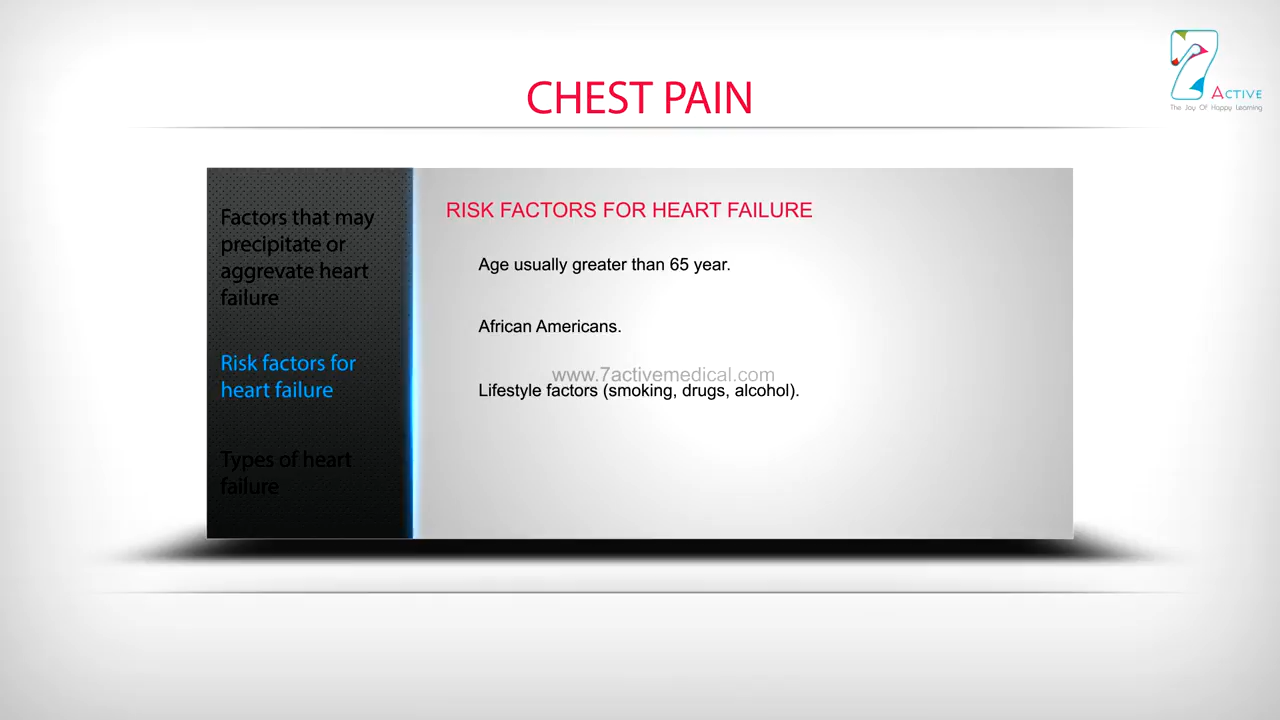 CHEST PAIN
7 ACTIVE
The Joy Of Happy Learning
Factors that may
precipitate or
aggrevate heart
failure
Risk factors for
heart failure
Types of heart
failure
RISK FACTORS FOR HEART FAILURE
Age usually greater than 65 year.
African Americans.
www.7activemedical.com
Lifestyle factors (smoking, drugs, alcohol).